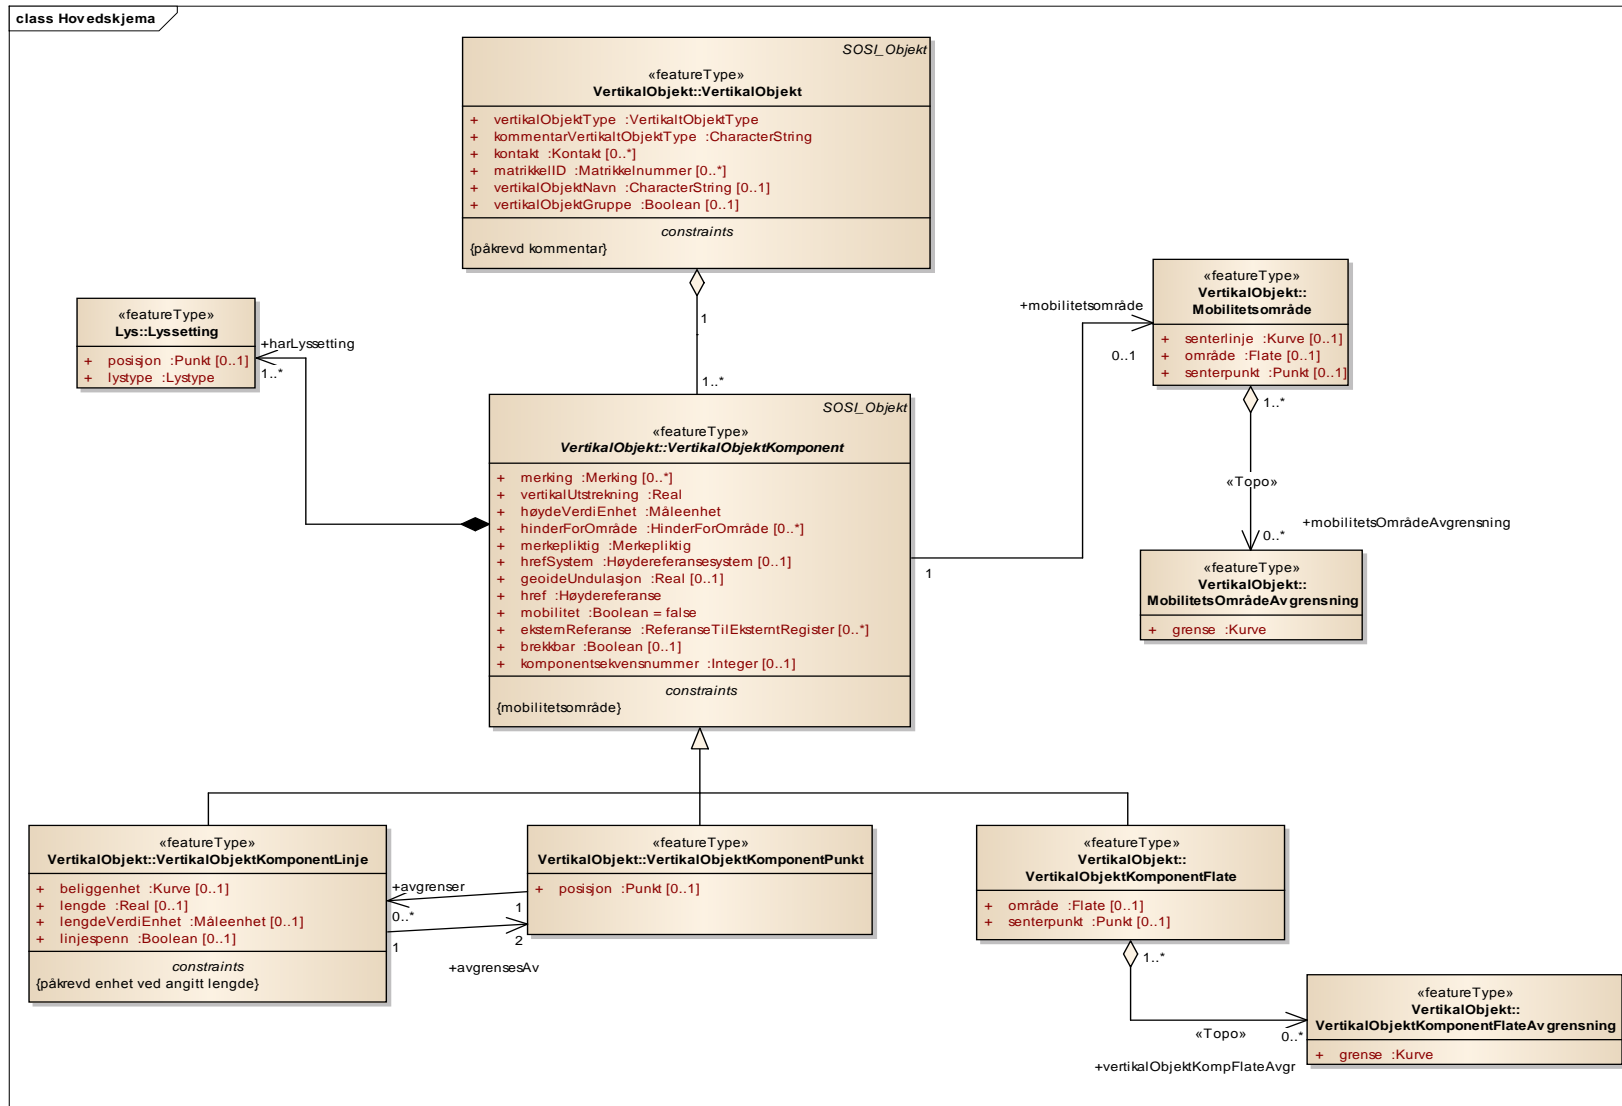 class Hovedskjema
SOSI_Objekt
«featureType»
VertikalObjekt::VertikalObjekt
+ vertikalObjektType :VertikaltObjektType
+ kommentarVertikaltObjektType :CharacterString
+ kontakt :Kontakt [0..*]
+ matrikkelID :Matrikkelnummer [0..*]
+ vertikalObjektNavn :CharacterString [0..1]
+ vertikalObjektGruppe :Boolean [0..1]
constraints
{påkrevd kommentar}
1
1..*
«featureType»
Lys::Lyssetting
+ posisjon :Punkt [0..1]
+ lystype :Lystype
+harLyssetting
1..*
SOSI_Objekt
«featureType»
VertikalObjekt::VertikalObjektKomponent
+ merking :Merking [0..*]
+ vertikalUtstrekning :Real
+ høydeVerdiEnhet :Måleenhet
+ hinderForOmråde :HinderForOmråde [0..*]
+ merkepliktig :Merkepliktig
+ hrefSystem :Høydereferansesystem [0..1]
+ geoideUndulasjon :Real [0..1]
+ href :Høydereferanse
+ mobilitet :Boolean = false
+ eksternReferanse :ReferanseTilEksterntRegister [0..*]
+ brekkbar :Boolean [0..1]
+ komponentsekvensnummer :Integer [0..1]
constraints
{mobilitetsområde}
1
+mobilitetsområde
0..1
«featureType»
VertikalObjekt::
Mobilitetsområde
+ senterlinje :Kurve [0..1]
+ område :Flate [0..1]
+ senterpunkt :Punkt [0..1]
1..*
«Topo»
+mobilitetsOmrådeAvgrensning
0..*
«featureType»
VertikalObjekt::
MobilitetsOmrådeAvgrensning
+ grense :Kurve
«featureType»
VertikalObjekt::VertikalObjektKomponentLinje
+ beliggenhet :Kurve [0..1]
+ lengde :Real [0..1]
+ lengdeVerdiEnhet :Måleenhet [0..1]
+ linjespenn :Boolean [0..1]
constraints
{påkrevd enhet ved angitt lengde}
+avgrenser
0..*
1
1
2
+avgrensesAv
«featureType»
VertikalObjekt::VertikalObjektKomponentPunkt
+ posisjon :Punkt [0..1]
«featureType»
VertikalObjekt::
VertikalObjektKomponentFlate
+ område :Flate [0..1]
+ senterpunkt :Punkt [0..1]
1..*
«Topo»
0..*
+vertikalObjektKompFlateAvgr
«featureType»
VertikalObjekt::
VertikalObjektKomponentFlateAvgrensning
+ grense :Kurve